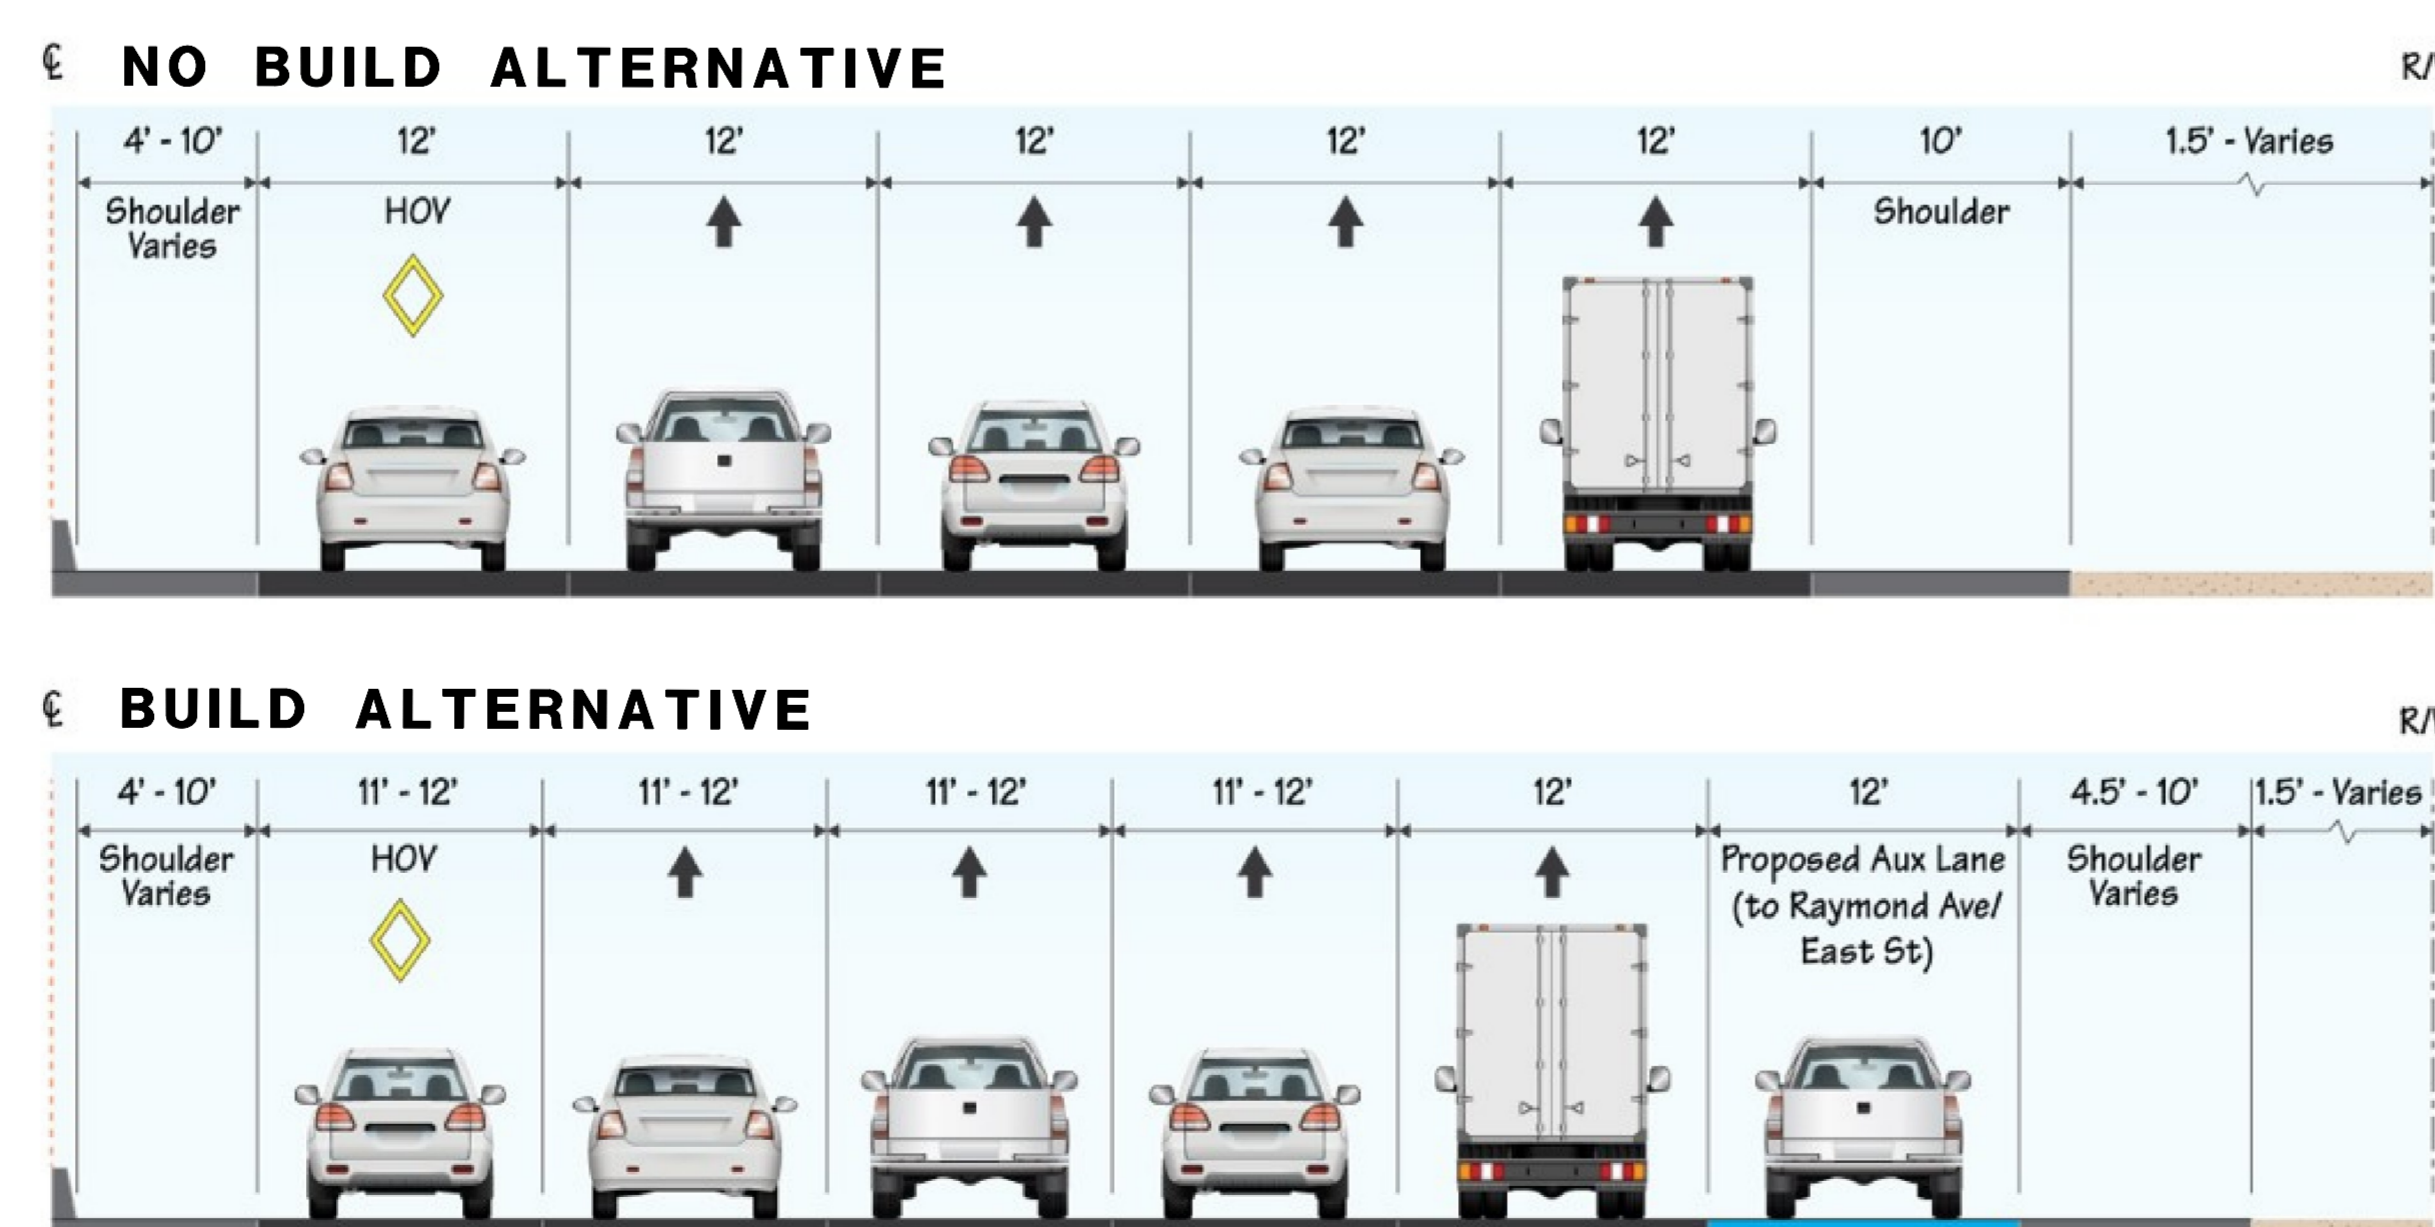 ℄ NO BUILD ALTERNATIVE R/
4' - 10' 12' 12' 12' 12' 12' 10' 1.5' - Varies
Shoulder HOV Shoulder
Varies
℄ BUILD ALTERNATIVE R/
4' - 10' 11' - 12' 11' - 12' 11' - 12' 11' - 12' 12' 12' 4.5' - 10' 1.5' - Varies
Shoulder HOV Proposed Aux Lane Shoulder
Varies (to Raymond Ave/ Varies
East St)